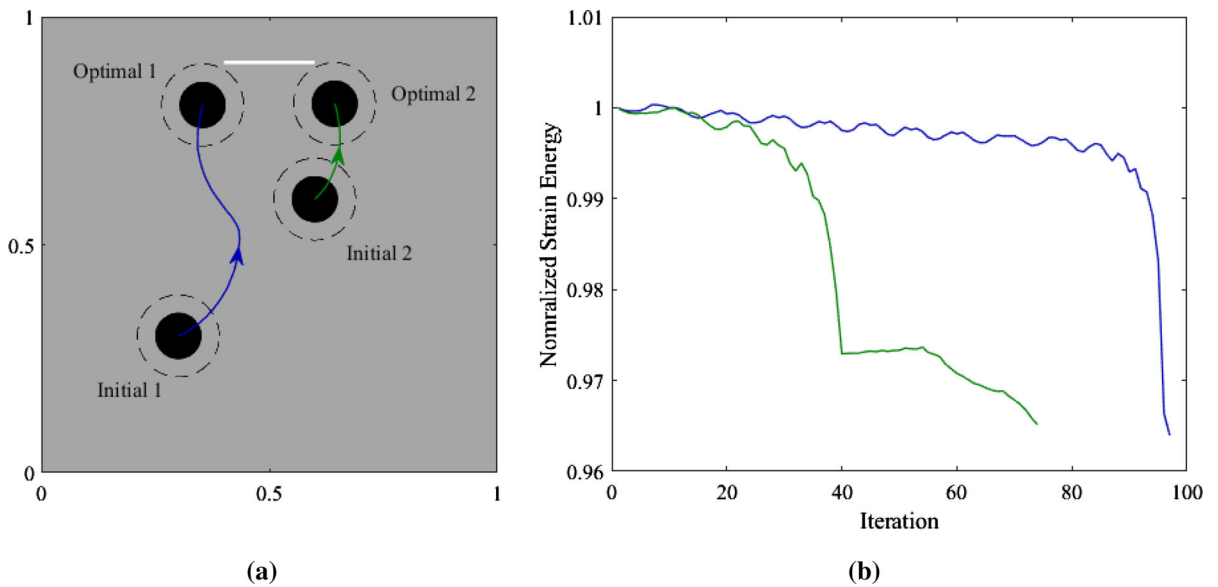 1
Optimal 1
Optimal 2
0.5
Initial 2
Initial 1
0
0
0.5
1
(a)
1.01
1
0.99
0.98
0.97
0.96
Nomralized Strain Energy
0
20
40
60
80
100
Iteration
(b)